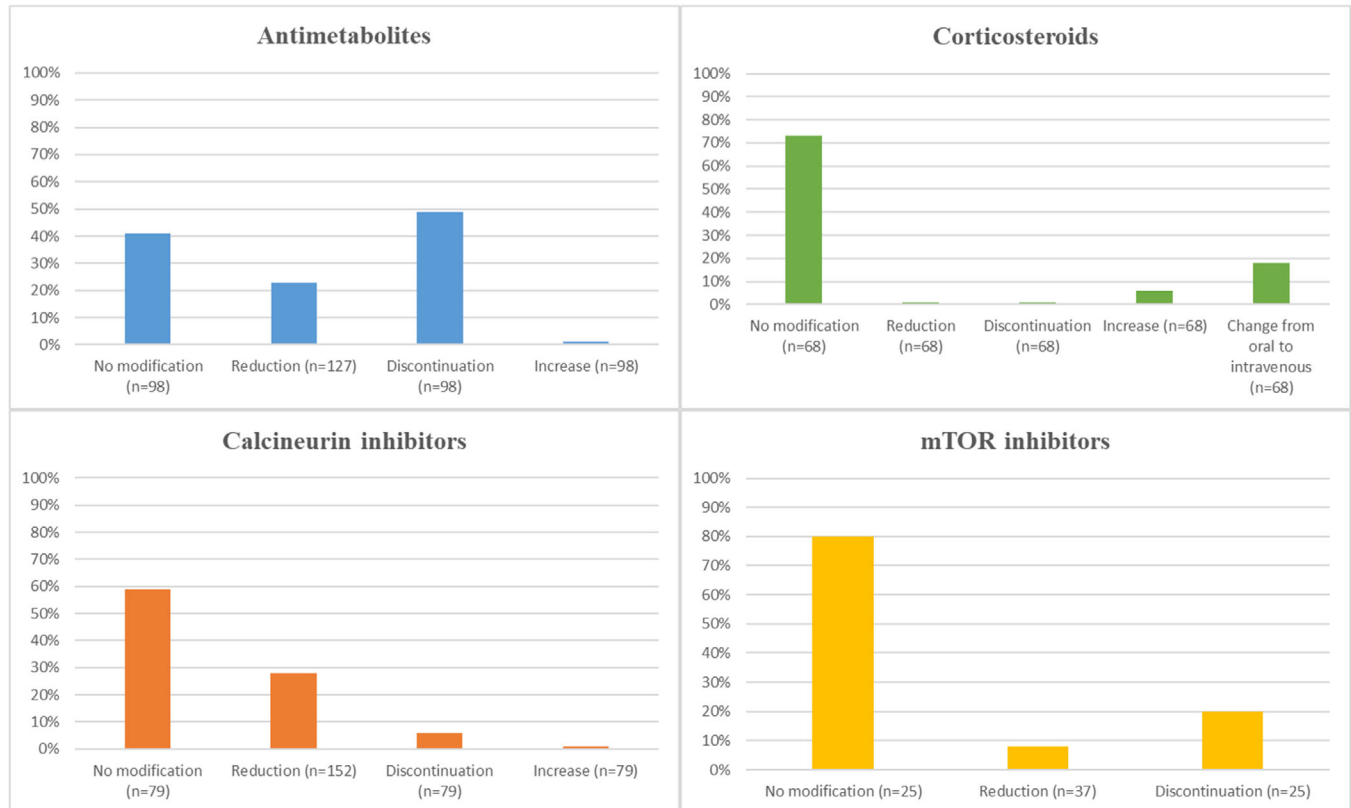 Antimetabolites
100%
90%
80%
70%
60%
50%
40%
30%
20%
10%
0%
No modification (n=98)
Reduction (n=127)
Discontinuation (n=98)
Increase (n=98)
Corticosteroids
100%
90%
80%
70%
60%
50%
40%
30%
20%
10%
0%
No modification (n=68)
Reduction (n=68)
Discontinuation (n=68)
Increase (n=68)
Change from oral to intravenous (n=68)
Calcineurin inhibitors
100%
90%
80%
70%
60%
50%
40%
30%
20%
10%
0%
No modification (n=79)
Reduction (n=152)
Discontinuation (n=79)
Increase (n=79)
mTOR inhibitors
100%
90%
80%
70%
60%
50%
40%
30%
20%
10%
0%
No modification (n=25)
Reduction (n=37)
Discontinuation (n=25)